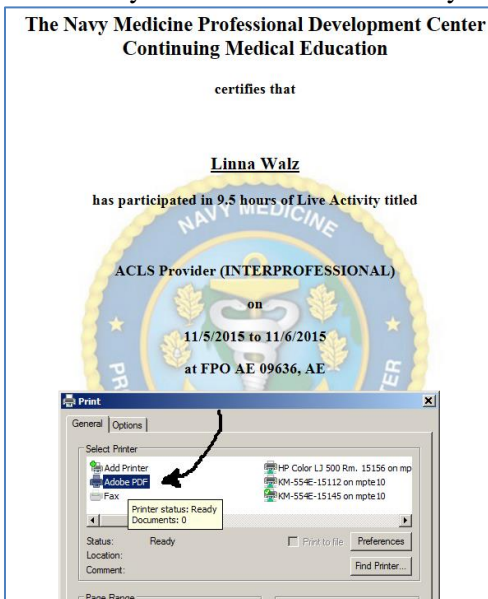 The Navy Medicine Professional Development Center
Continuing Medical Education
certifies that
Linna Walz
has participated in 9.5 hours of Live Activity titled
NAVY MEDICINE
ACLS Provider (INTERPROFESSIONAL)
on
11/5/2015 to 11/6/2015
at FPO AE 09636, AE
Print
General
Options
Select Printer
Add Printer
HP Color LJ 500 Rm. 15156 on mp
Adobe PDF
KM-554E-15112 on mpte10
Fax
KM-554E-15145 on mpte10
Printer status: Ready
Documents: 0
Status: Ready
Print to file
Preferences
Location:
Comment:
Find Printer...
Page Range